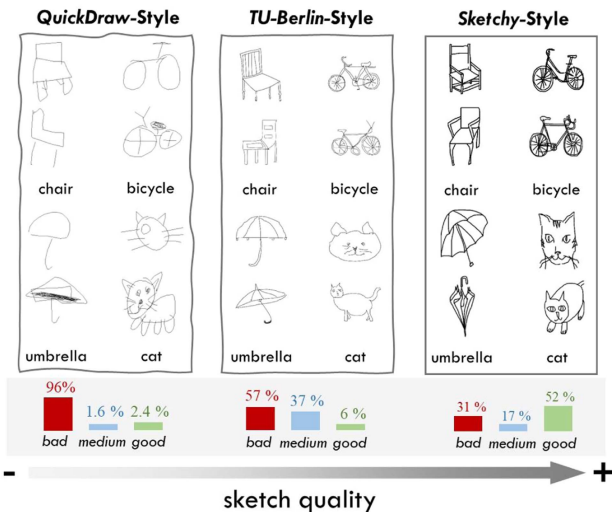 QuickDraw-Style TU-Berlin-Style Sketchy-Style
chair bicycle chair bicycle chair bicycle
umbrella cat umbrella cat umbrella cat
96% 1.6 % 2.4 % 57 % 37 % 6 % 31 % 17 % 52 %
bad medium good bad medium good bad medium good
- +
sketch quality